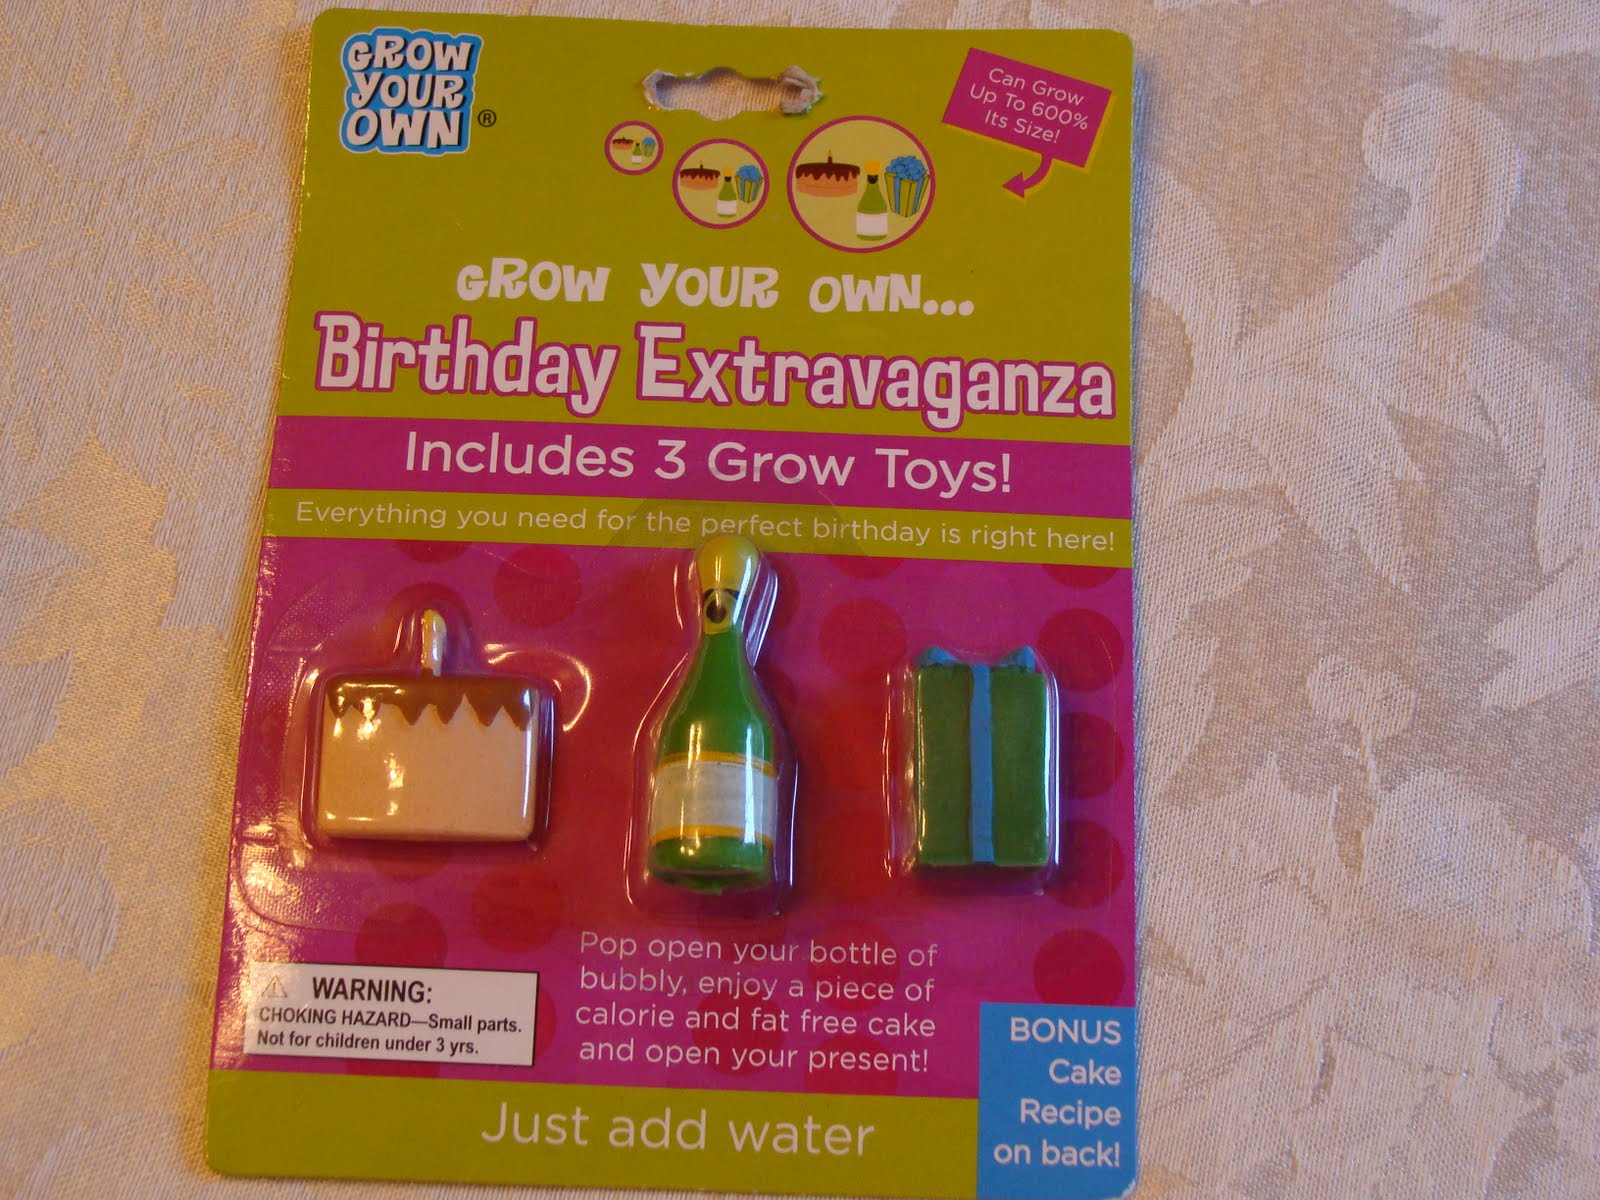 GROW
YOUR
OWN ®
Can Grow
Up To 600%
Its Size!
GROW YOUR OWN...
Birthday Extravaganza
Includes 3 Grow Toys!
Everything you need for the perfect birthday is right here!
Pop open your bottle of
bubbly, enjoy a piece of
calorie and fat free cake
and open your present!
WARNING:
CHOKING HAZARD—Small parts.
Not for children under 3 yrs.
BONUS
Cake
Recipe
on back!
Just add water